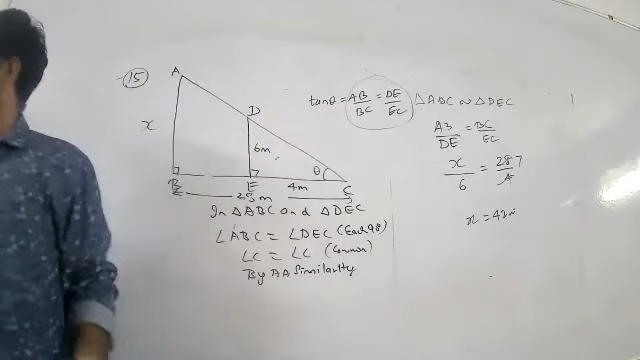 15
A
D
x
6m
θ
B
E
4m
C
28m
In △ABC and △DEC
∠ABC = ∠DEC (Each 90)
∠C = ∠C (Common)
By AA Similarity
tanθ = AB/BC = DE/EC
△ABC ~ △DEC
AB/DE = BC/EC
x/6 = 28 7/4
x = 42m